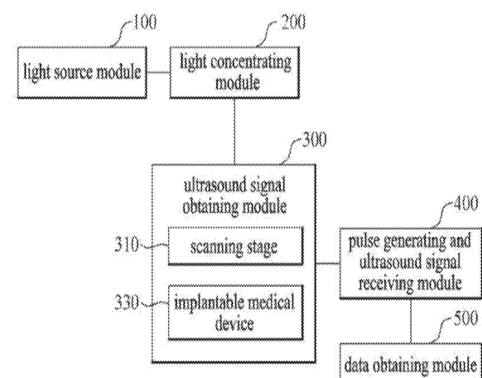 100
200
light source module
light concentrating
module
300
ultrasound signal
obtaining module
310
scanning stage
330
implantable medical
device
400
pulse generating and
ultrasound signal
receiving module
500
data obtaining module